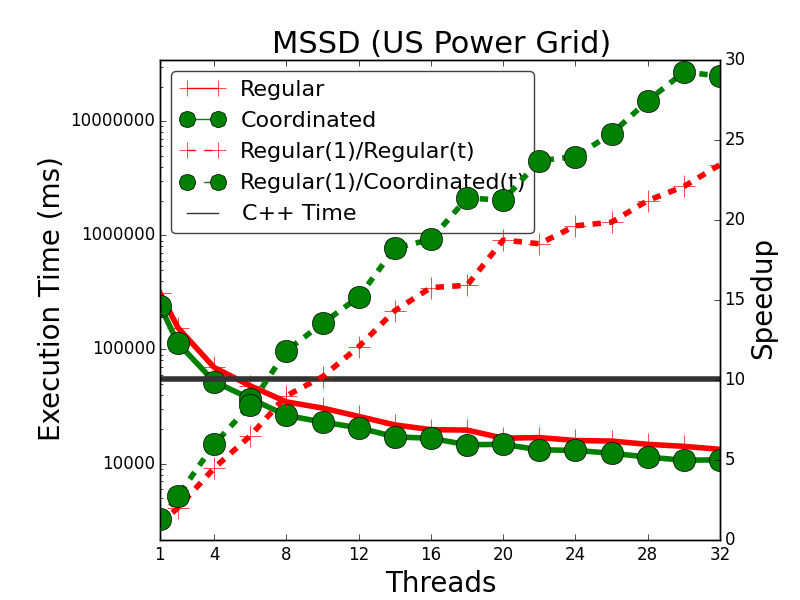 MSSD (US Power Grid)
Regular
Coordinated
Regular(1)/Regular(t)
Regular(1)/Coordinated(t)
C++ Time
Execution Time (ms)
10000000
1000000
100000
10000
Speedup
30
25
20
15
10
5
0
1 4 8 12 16 20 24 28 32
Threads